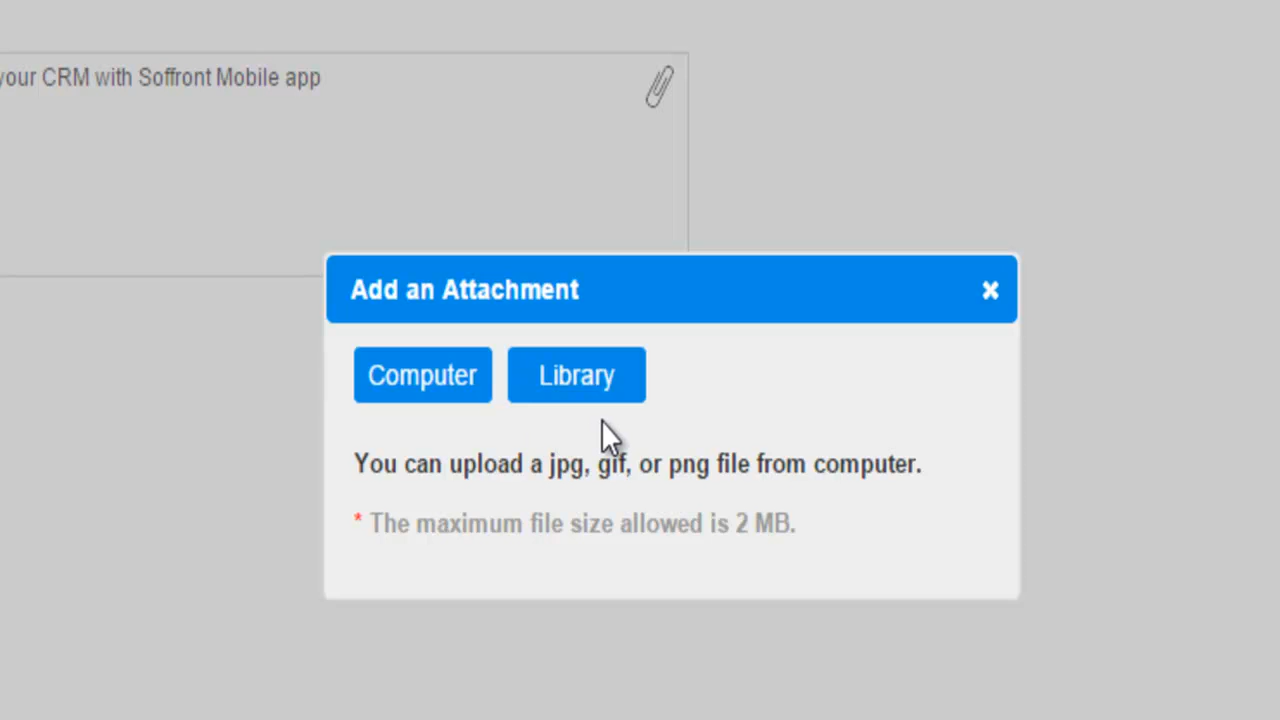 your CRM with Soffront Mobile app
Add an Attachment
Computer
Library
You can upload a jpg, gif, or png file from computer.
* The maximum file size allowed is 2 MB.